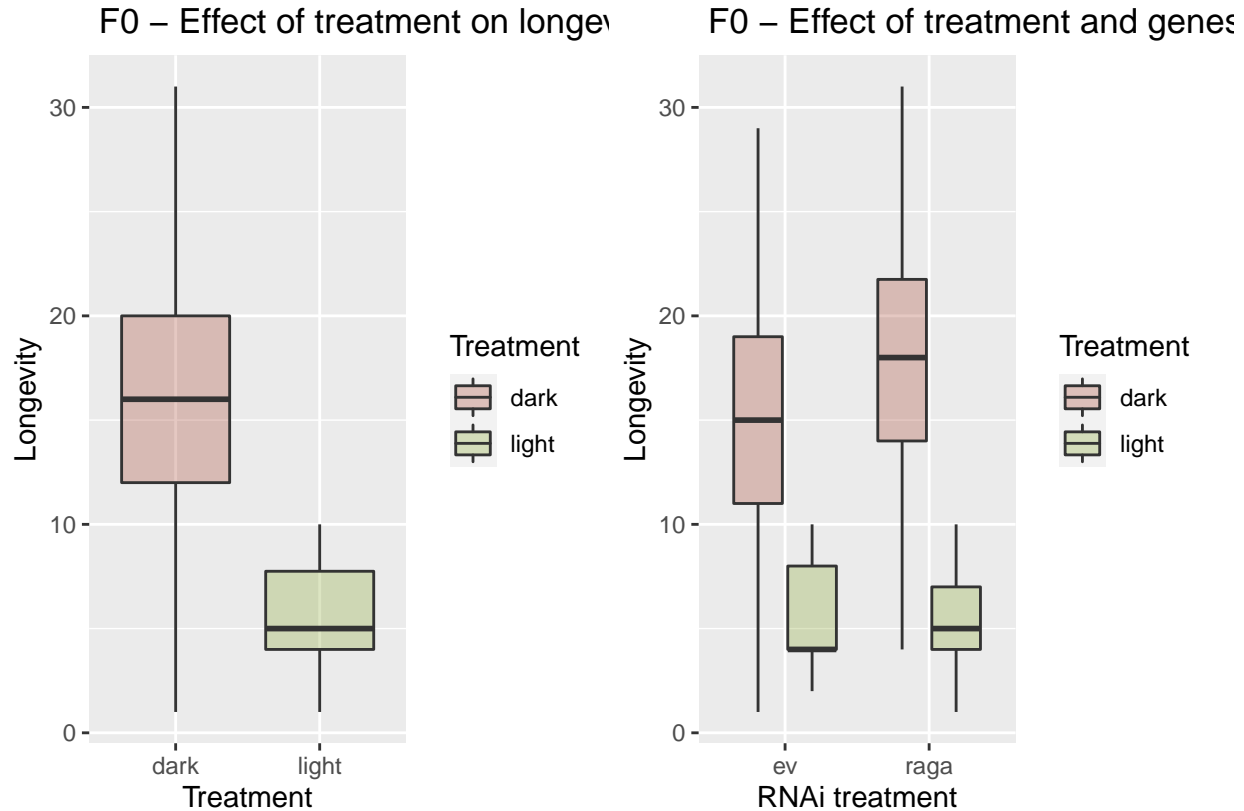 F0 – Effect of treatment on longev
30
20
10
0
Longevity
dark
light
Treatment
Treatment
dark
light
F0 – Effect of treatment and genes
30
20
10
0
Longevity
ev
raga
RNAi treatment
Treatment
dark
light